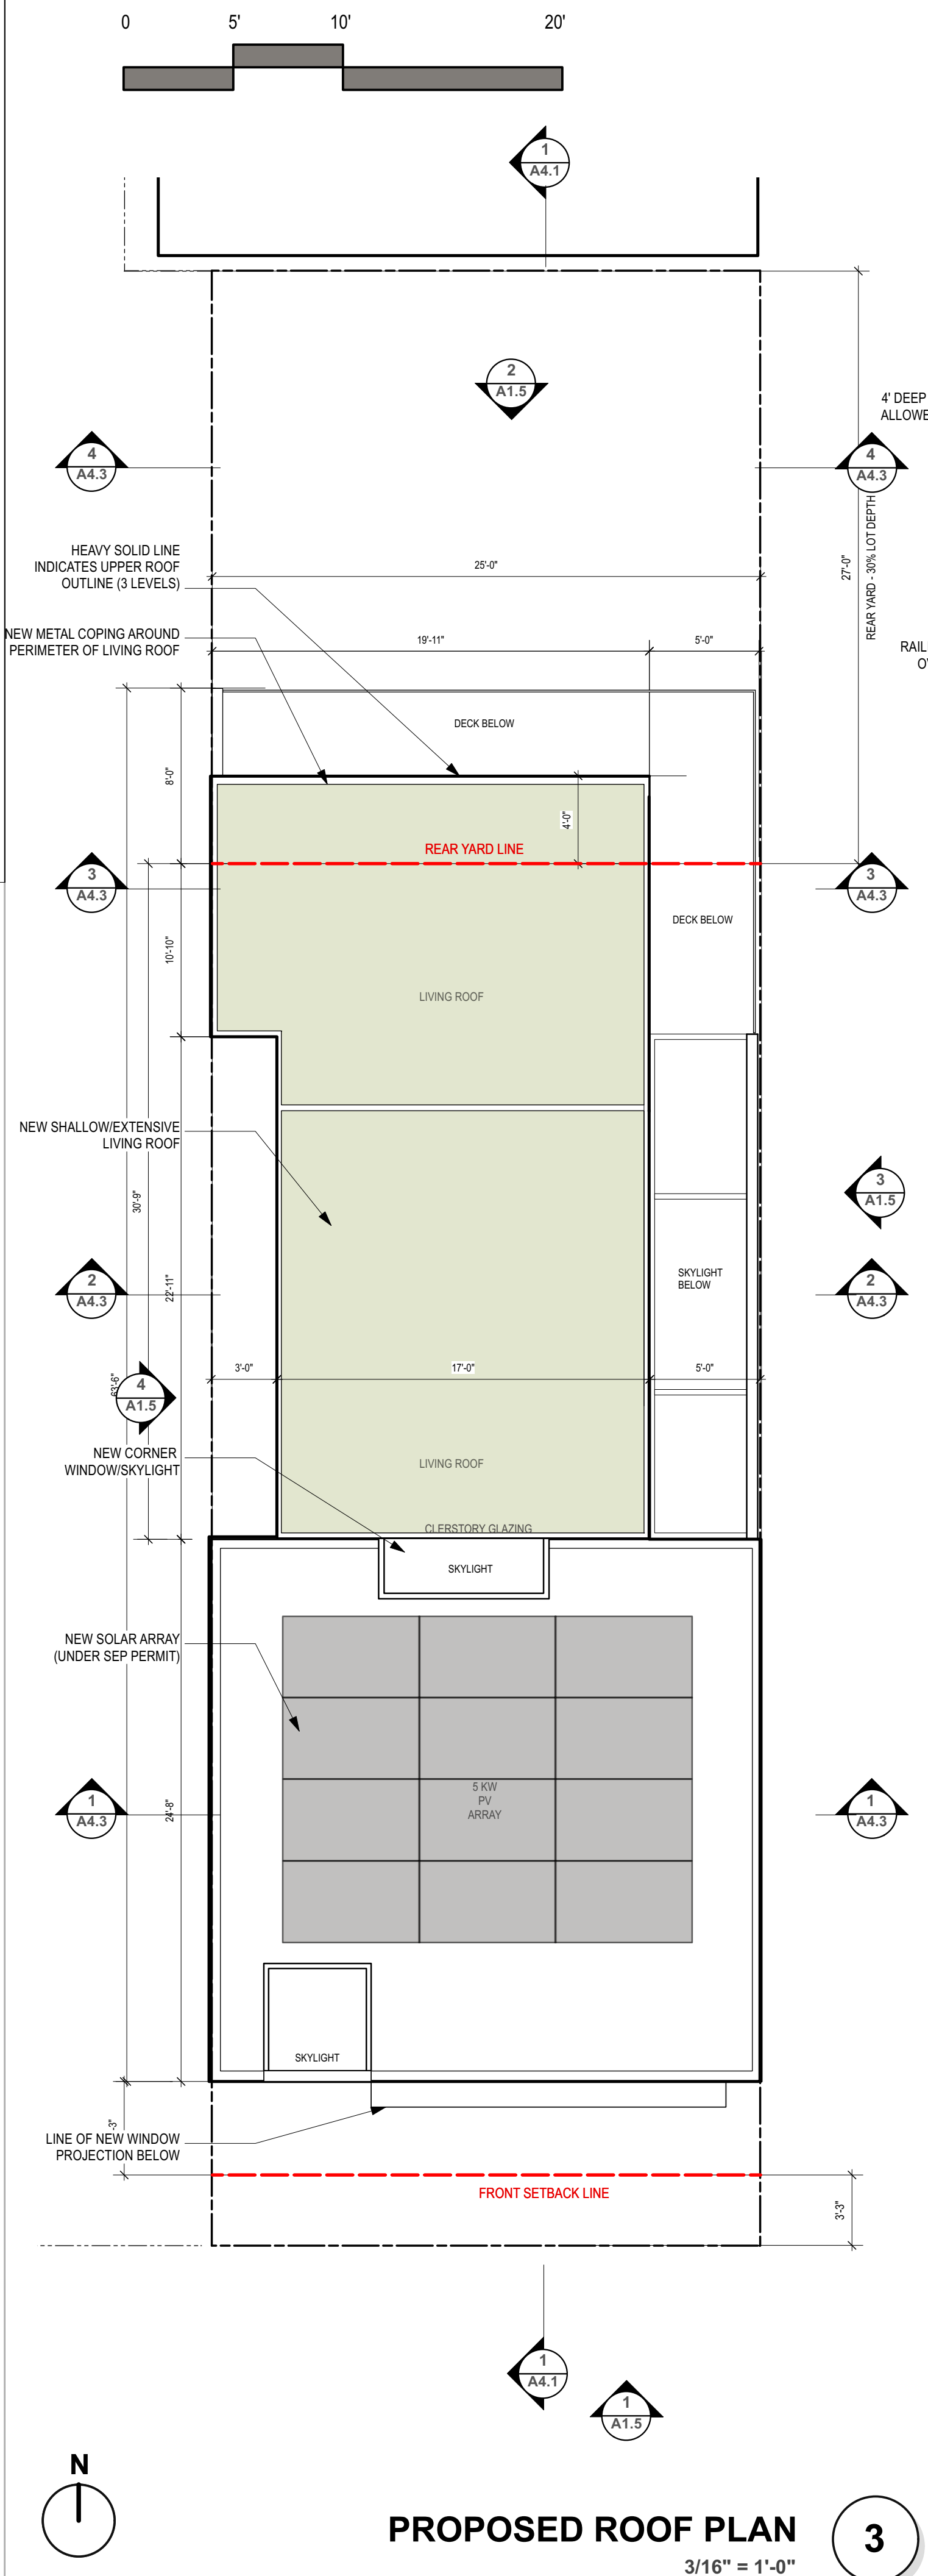 0 5' 10' 20'
1
A4.1
2
A1.5
4' DEEP
ALLOWE
4
A4.3
4
A4.3
27'-0"
REAR YARD - 30% LOT DEPTH
HEAVY SOLID LINE
INDICATES UPPER ROOF
OUTLINE (3 LEVELS)
25'-0"
NEW METAL COPING AROUND
PERIMETER OF LIVING ROOF
19'-11"
5'-0"
RAIL
O
DECK BELOW
8'-0"
4'-0"
REAR YARD LINE
3
A4.3
3
A4.3
DECK BELOW
10'-10"
LIVING ROOF
NEW SHALLOW/EXTENSIVE
LIVING ROOF
30'-9"
3
A1.5
2
A4.3
22'-11"
SKYLIGHT
BELOW
2
A4.3
3'-0"
17'-0"
5'-0"
63'-6"
4
A1.5
NEW CORNER
WINDOW/SKYLIGHT
LIVING ROOF
CLERSTORY GLAZING
SKYLIGHT
NEW SOLAR ARRAY
(UNDER SEP PERMIT)
5 KW
PV
ARRAY
1
A4.3
24'-8"
1
A4.3
SKYLIGHT
-3"
LINE OF NEW WINDOW
PROJECTION BELOW
FRONT SETBACK LINE
3'-3"
1
A4.1
1
A1.5
N
PROPOSED ROOF PLAN
3
3/16" = 1'-0"